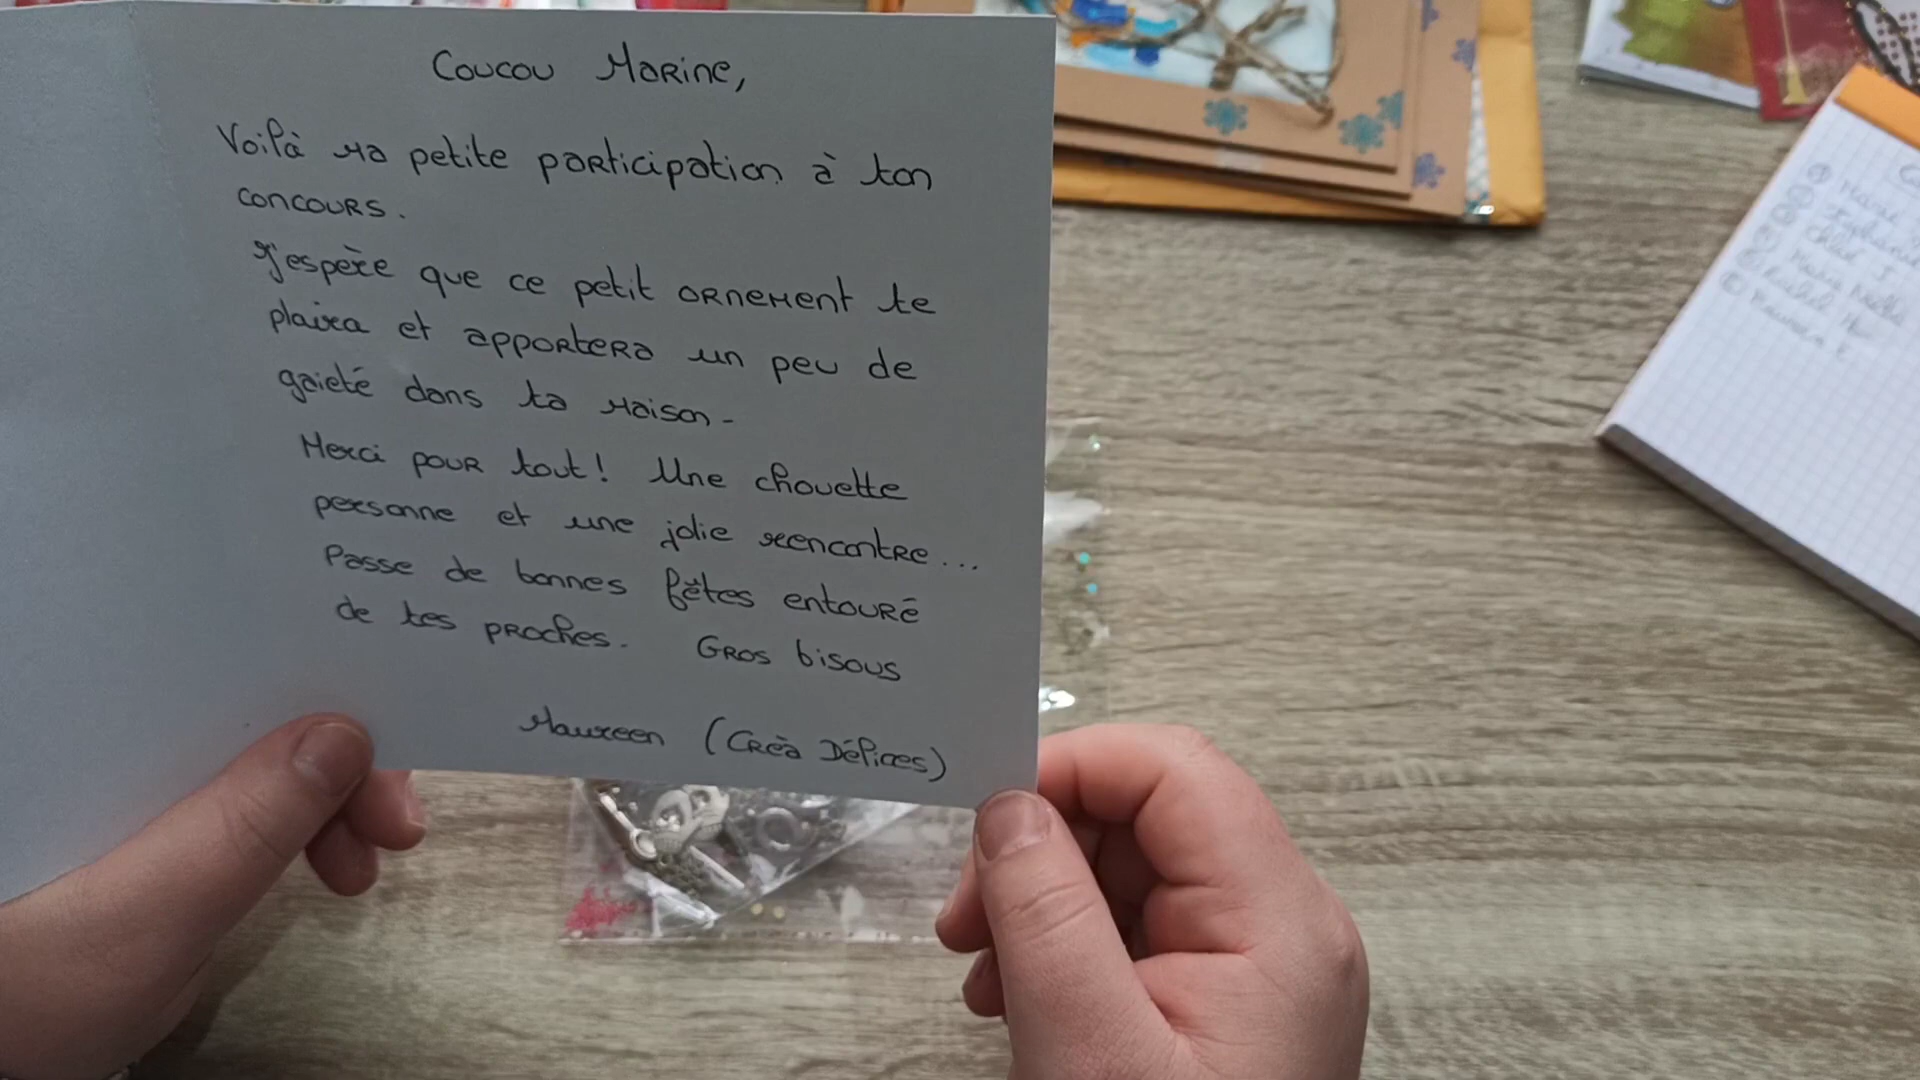 Coucou Marine,
Voilà ma petite participation à ton
concours.
J'espère que ce petit ornement te
plaira et apportera un peu de
gaieté dans ta maison -
Merci pour tout! Une chouette
personne et une jolie reencontre...
Passe de bonnes fêtes entouré
de tes proches. Gros bisous
Maureen (Créa Délices)